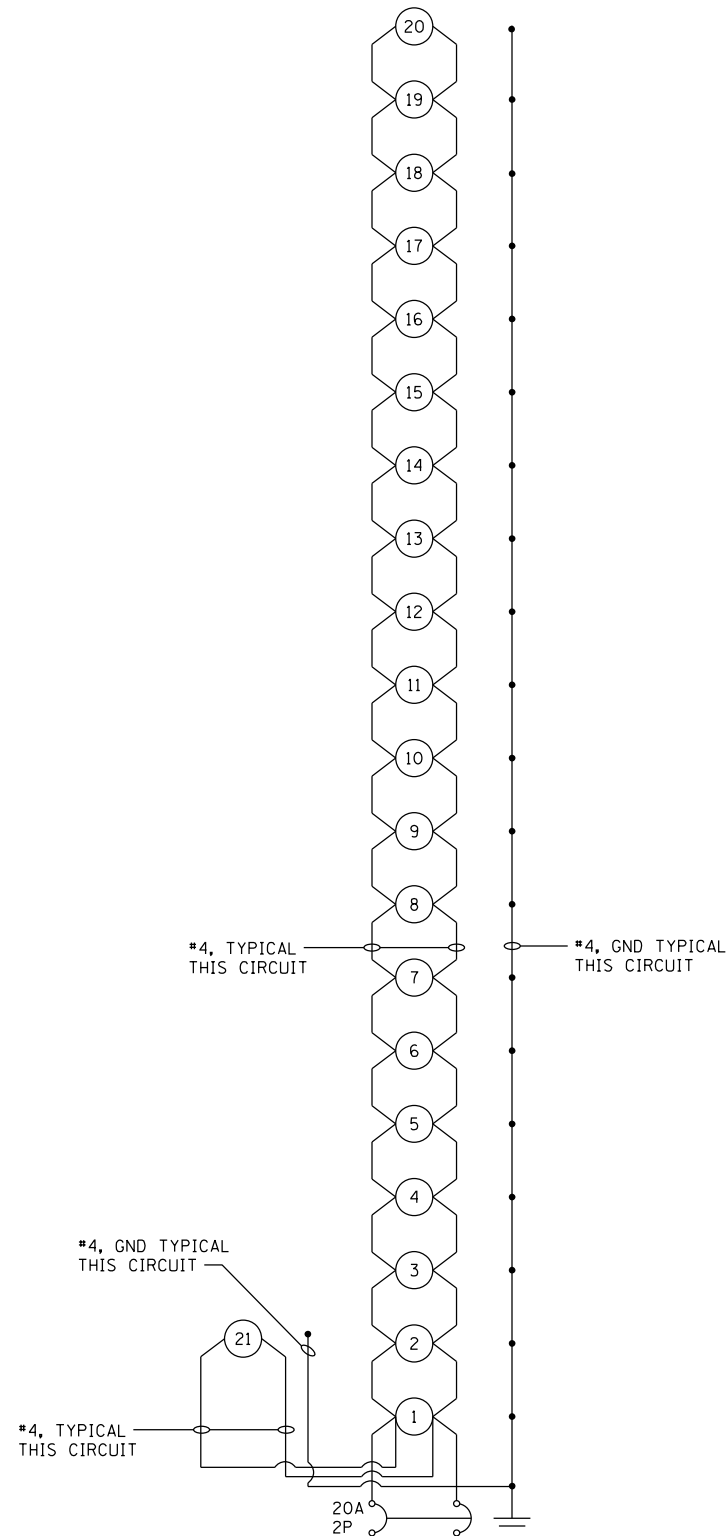 20
19
18
17
16
15
14
13
12
11
10
9
8
#4, TYPICAL
THIS CIRCUIT
#4, GND TYPICAL
THIS CIRCUIT
7
6
5
4
#4, GND TYPICAL
THIS CIRCUIT
3
21
2
1
#4, TYPICAL
THIS CIRCUIT
20A
2P